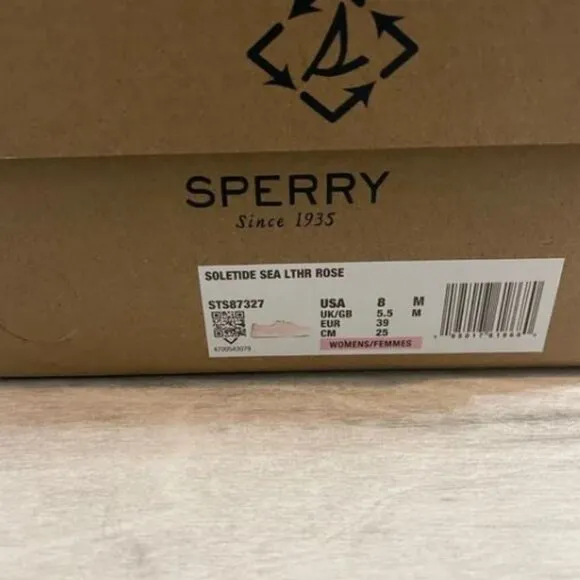 SPERRY
Since 1935
SOLETIDE SEA LTHR ROSE
STS87327 USA 8 M
UK/GB 5.5 M
EUR 39
CM 25
WOMENS/FEMMES